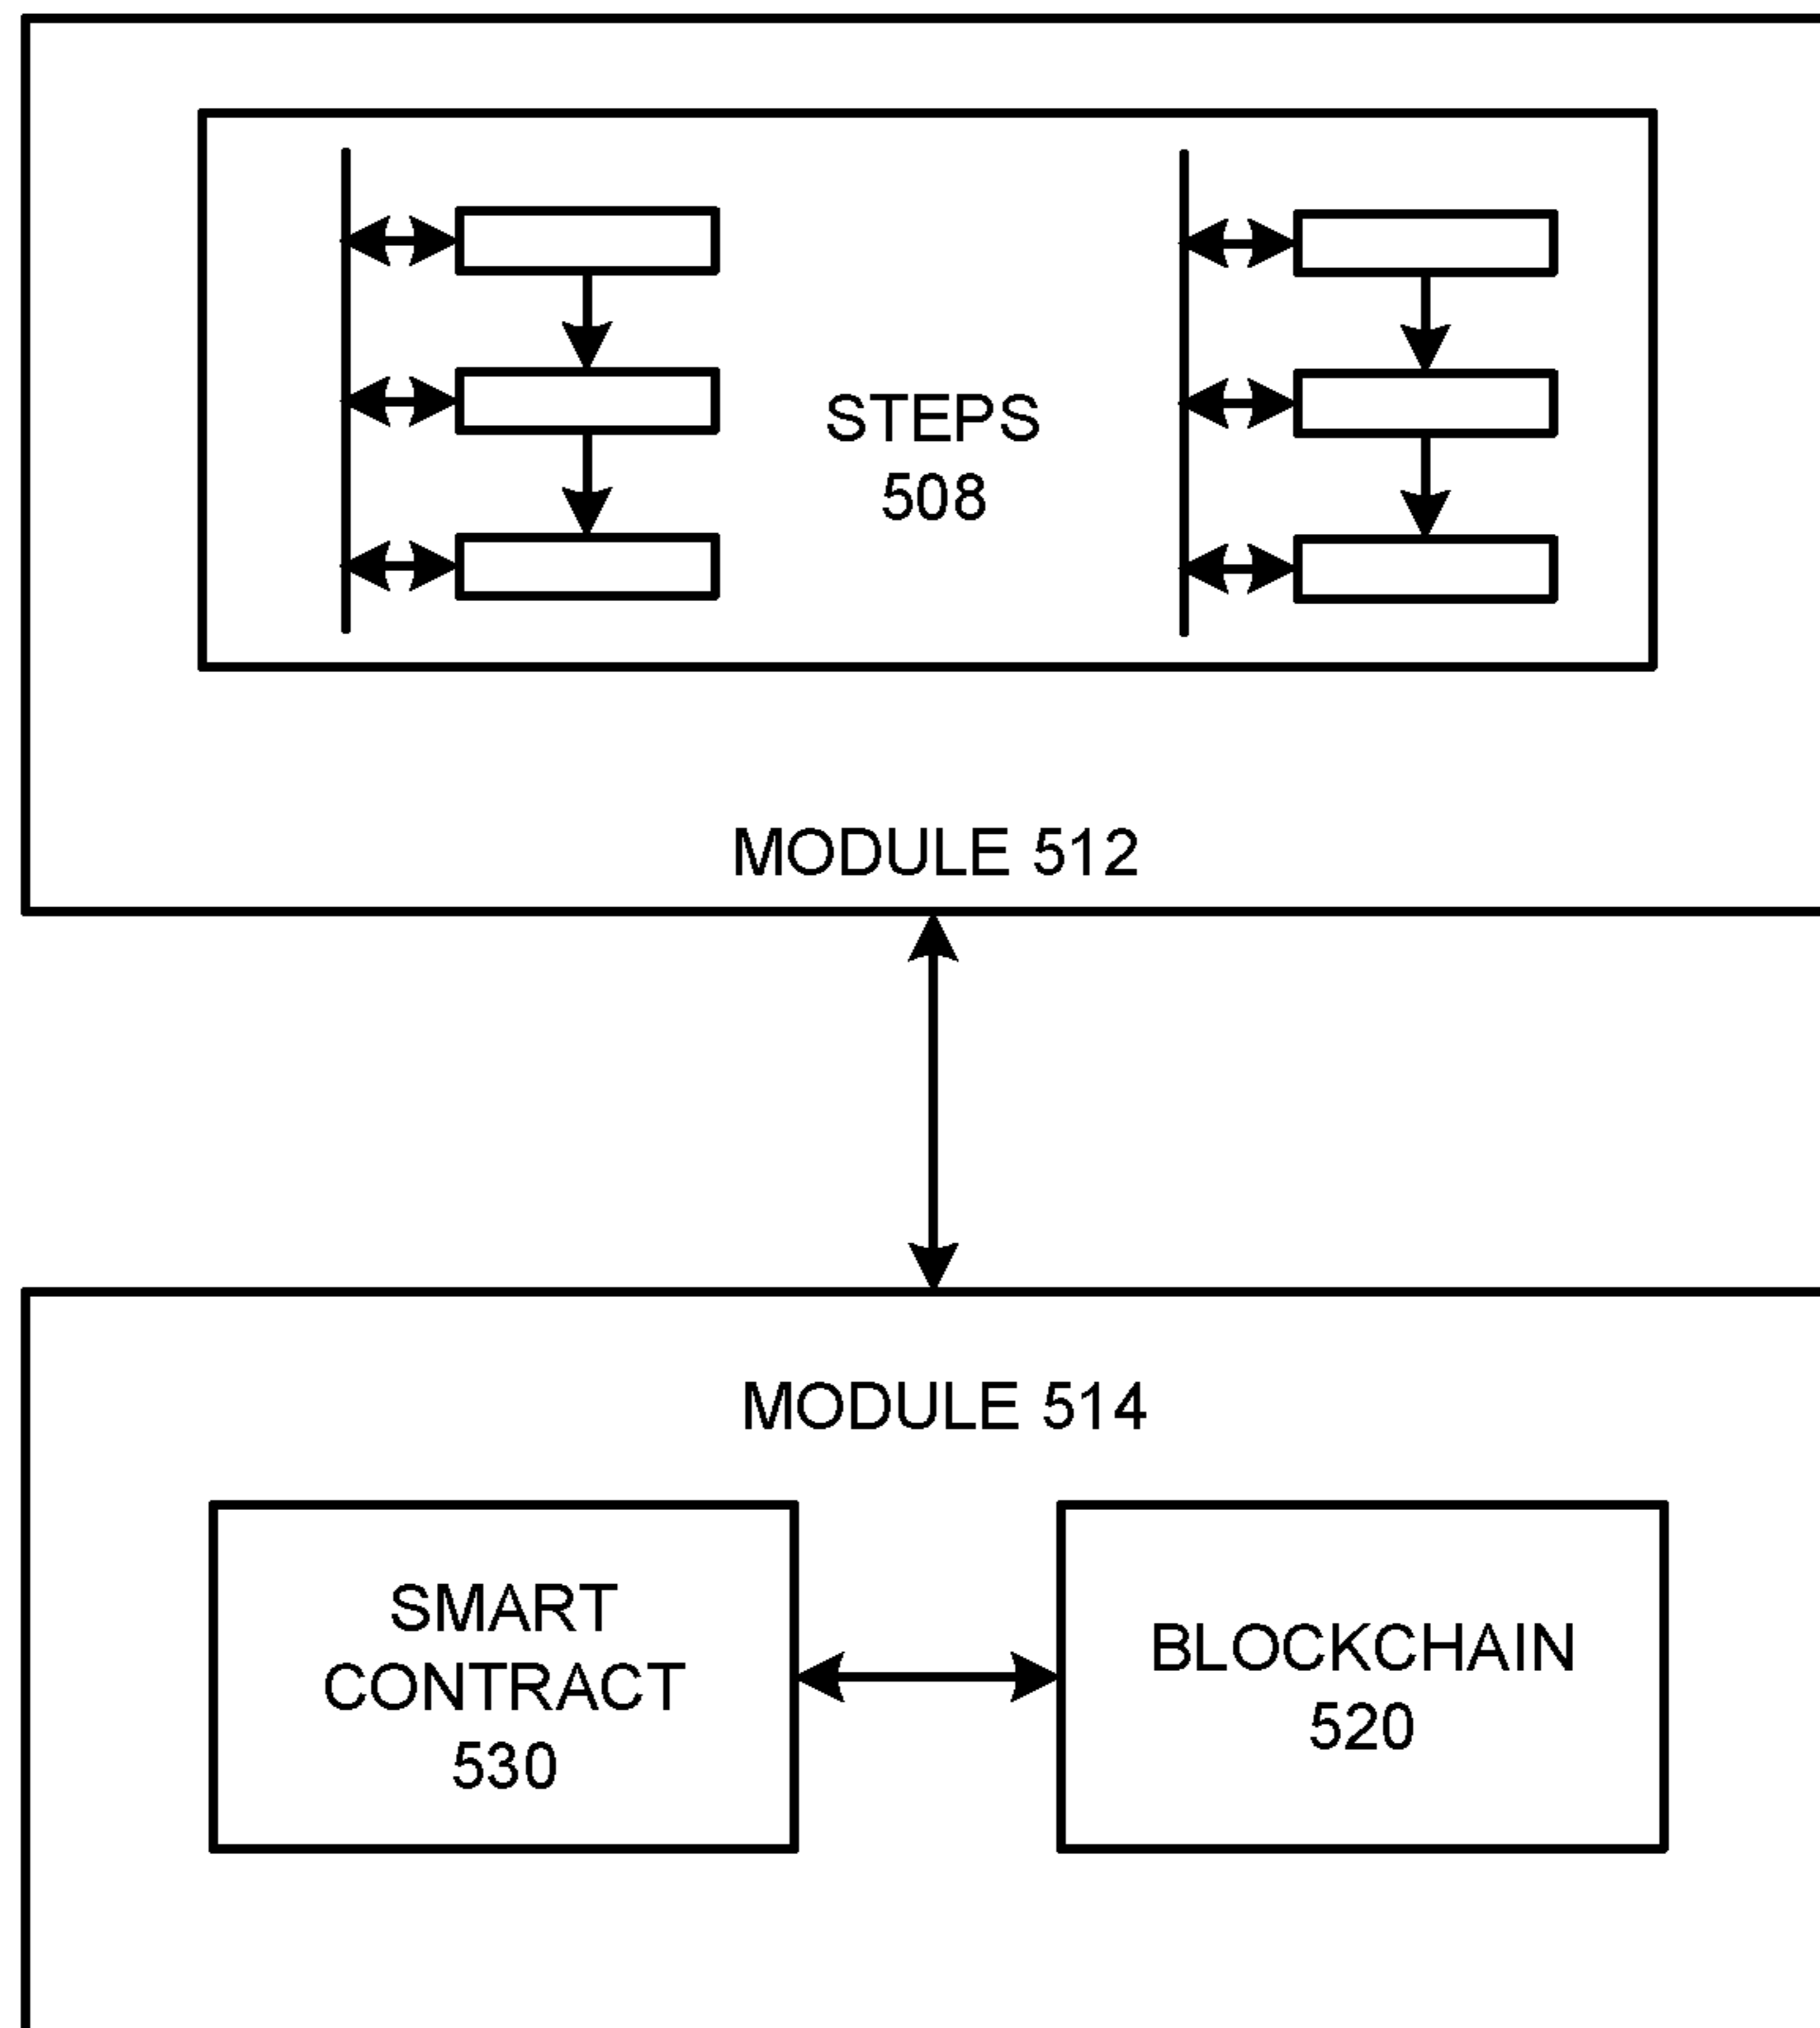 STEPS
508
MODULE 512
MODULE 514
SMART
CONTRACT
530
BLOCKCHAIN
520